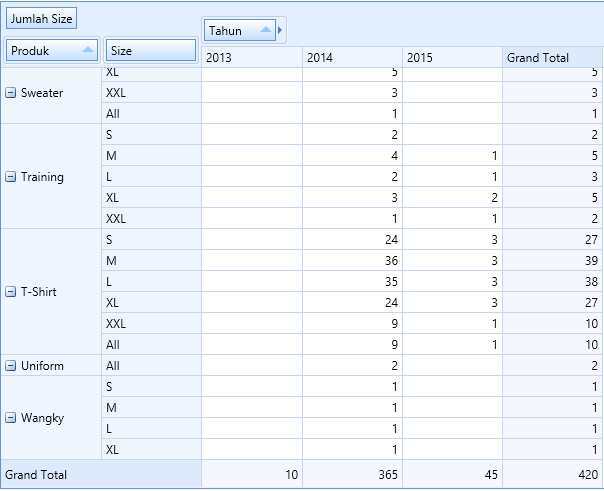 Jumlah Size
Tahun
Produk Size
2013 2014 2015 Grand Total
XL 5 5
Sweater XXL 3 3
All 1 1
S 2 2
M 4 1 5
Training L 2 1 3
XL 3 2 5
XXL 1 1 2
S 24 3 27
M 36 3 39
T-Shirt L 35 3 38
XL 24 3 27
XXL 9 1 10
All 9 1 10
Uniform All 2 2
S 1 1
Wangky M 1 1
L 1 1
XL 1 1
Grand Total 10 365 45 420